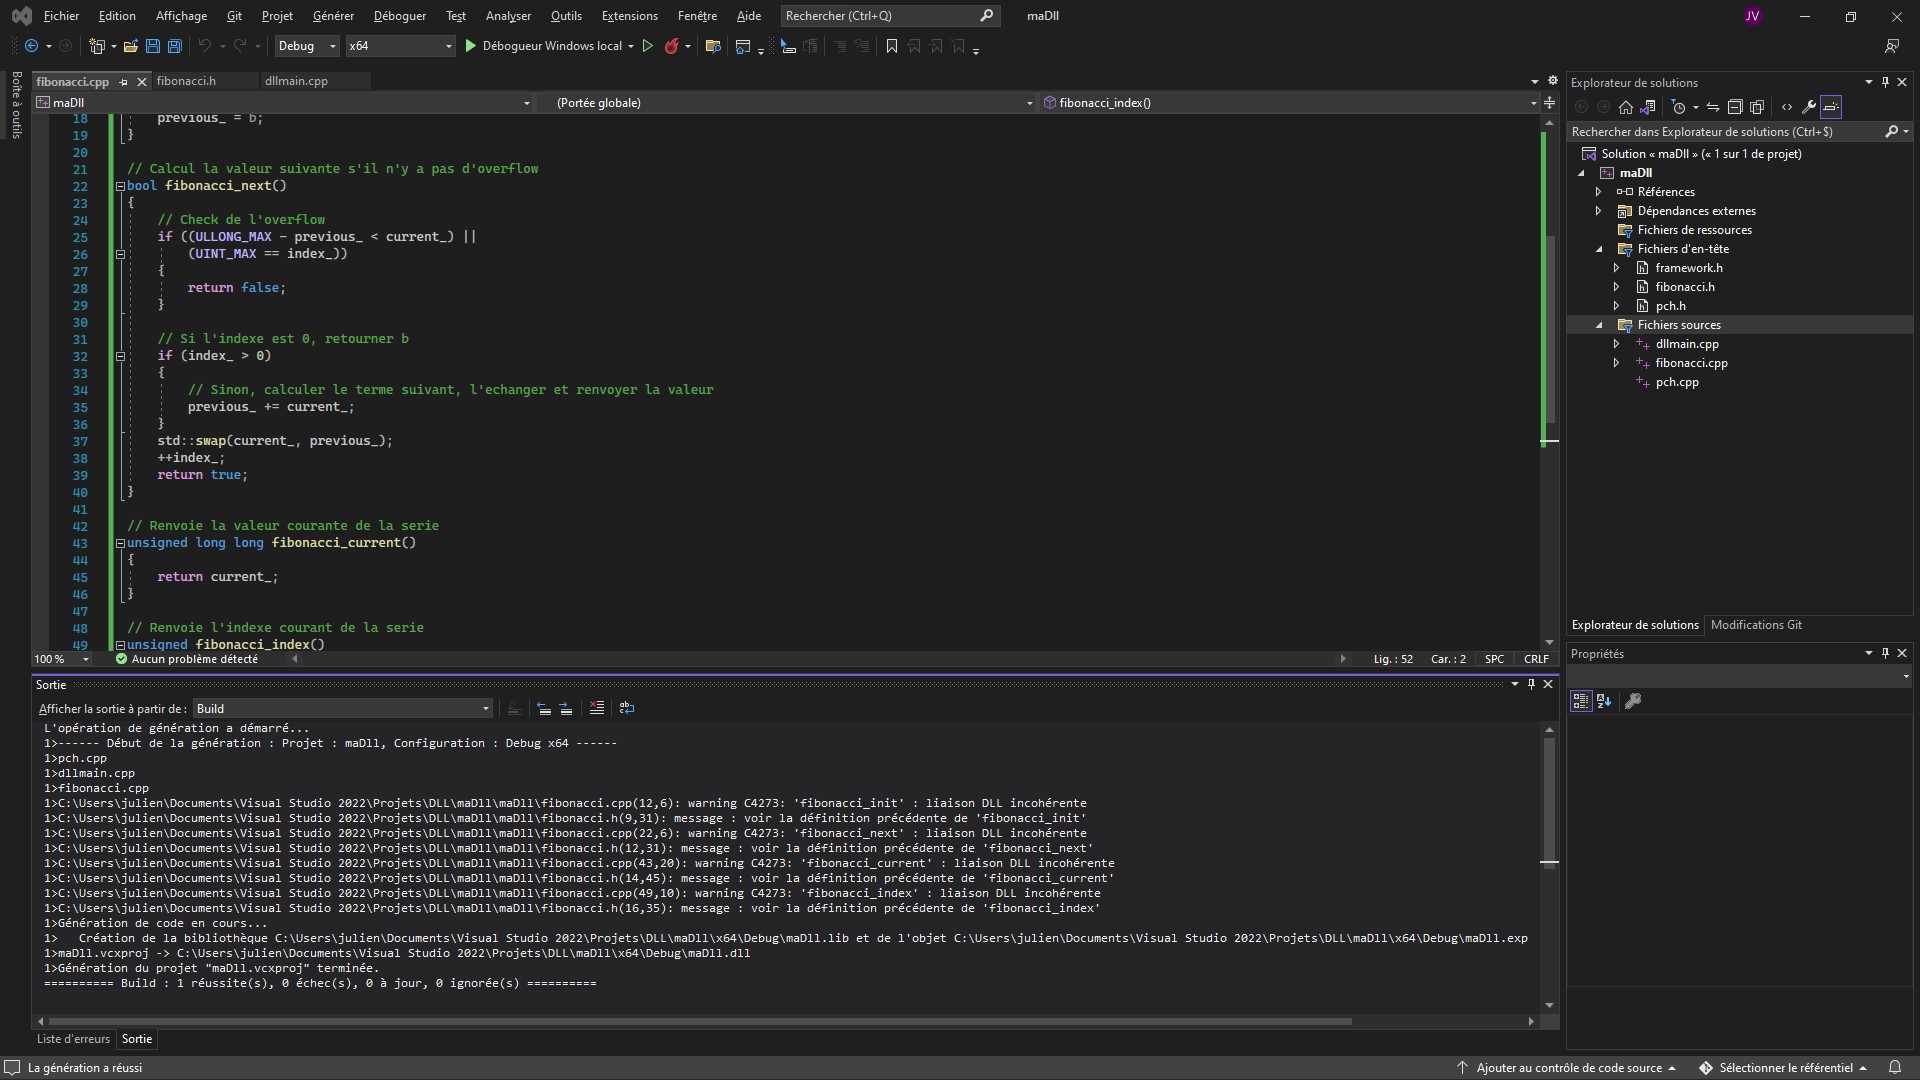 Fichier Edition Affichage Git Projet Générer Déboguer Test Analyser Outils Extensions Fenêtre Aide Rechercher (Ctrl+Q) maDll JV
Debug x64 Débogueur Windows local
Boîte à outils
fibonacci.cpp fibonacci.h dllmain.cpp
maDll (Portée globale) fibonacci_index()
18 previous_ = b;
19 }
20
21 // Calcul la valeur suivante s'il n'y a pas d'overflow
22 bool fibonacci_next()
23 {
24 // Check de l'overflow
25 if ((ULLONG_MAX - previous_ < current_) ||
26 (UINT_MAX == index_))
27 {
28 return false;
29 }
30
31 // Si l'indexe est 0, retourner b
32 if (index_ > 0)
33 {
34 // Sinon, calculer le terme suivant, l'echanger et renvoyer la valeur
35 previous_ += current_;
36 }
37 std::swap(current_, previous_);
38 ++index_;
39 return true;
40 }
41
42 // Renvoie la valeur courante de la serie
43 unsigned long long fibonacci_current()
44 {
45 return current_;
46 }
47
48 // Renvoie l'indexe courant de la serie
49 unsigned fibonacci_index()
100 % Aucun problème détecté Lig. : 52 Car. : 2 SPC CRLF
Sortie
Afficher la sortie à partir de : Build
L'opération de génération a démarré...
1>------ Début de la génération : Projet : maDll, Configuration : Debug x64 ------
1>pch.cpp
1>dllmain.cpp
1>fibonacci.cpp
1>C:\Users\julien\Documents\Visual Studio 2022\Projets\DLL\maDll\maDll\fibonacci.cpp(12,6): warning C4273: 'fibonacci_init' : liaison DLL incohérente
1>C:\Users\julien\Documents\Visual Studio 2022\Projets\DLL\maDll\maDll\fibonacci.h(9,31): message : voir la définition précédente de 'fibonacci_init'
1>C:\Users\julien\Documents\Visual Studio 2022\Projets\DLL\maDll\maDll\fibonacci.cpp(22,6): warning C4273: 'fibonacci_next' : liaison DLL incohérente
1>C:\Users\julien\Documents\Visual Studio 2022\Projets\DLL\maDll\maDll\fibonacci.h(12,31): message : voir la définition précédente de 'fibonacci_next'
1>C:\Users\julien\Documents\Visual Studio 2022\Projets\DLL\maDll\maDll\fibonacci.cpp(43,20): warning C4273: 'fibonacci_current' : liaison DLL incohérente
1>C:\Users\julien\Documents\Visual Studio 2022\Projets\DLL\maDll\maDll\fibonacci.h(14,45): message : voir la définition précédente de 'fibonacci_current'
1>C:\Users\julien\Documents\Visual Studio 2022\Projets\DLL\maDll\maDll\fibonacci.cpp(49,10): warning C4273: 'fibonacci_index' : liaison DLL incohérente
1>C:\Users\julien\Documents\Visual Studio 2022\Projets\DLL\maDll\maDll\fibonacci.h(16,35): message : voir la définition précédente de 'fibonacci_index'
1>Génération de code en cours...
1> Création de la bibliothèque C:\Users\julien\Documents\Visual Studio 2022\Projets\DLL\maDll\x64\Debug\maDll.lib et de l'objet C:\Users\julien\Documents\Visual Studio 2022\Projets\DLL\maDll\x64\Debug\maDll.exp
1>maDll.vcxproj -> C:\Users\julien\Documents\Visual Studio 2022\Projets\DLL\maDll\x64\Debug\maDll.dll
1>Génération du projet "maDll.vcxproj" terminée.
========== Build : 1 réussite(s), 0 échec(s), 0 à jour, 0 ignorée(s) ==========
Liste d'erreurs Sortie
Explorateur de solutions
Rechercher dans Explorateur de solutions (Ctrl+$)
Solution « maDll » (« 1 sur 1 de projet)
maDll
Références
Dépendances externes
Fichiers de ressources
Fichiers d'en-tête
framework.h
fibonacci.h
pch.h
Fichiers sources
dllmain.cpp
fibonacci.cpp
pch.cpp
Explorateur de solutions Modifications Git
Propriétés
La génération a réussi Ajouter au contrôle de code source Sélectionner le référentiel